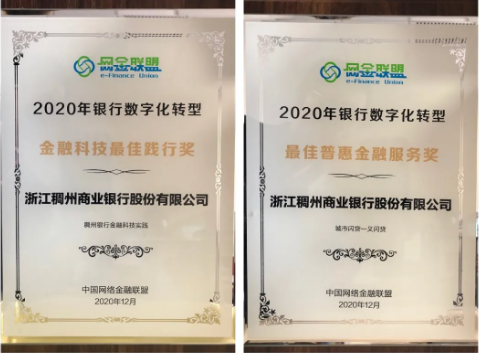 网金联盟
e-Finance Union
2020年银行数字化转型
金融科技最佳践行奖
浙江稠州商业银行股份有限公司
稠州银行金融科技实践
中国网络金融联盟
2020年12月
网金联盟
e-Finance Union
2020年银行数字化转型
最佳普惠金融服务奖
浙江稠州商业银行股份有限公司
城市闪贷—义闪贷
中国网络金融联盟
2020年12月